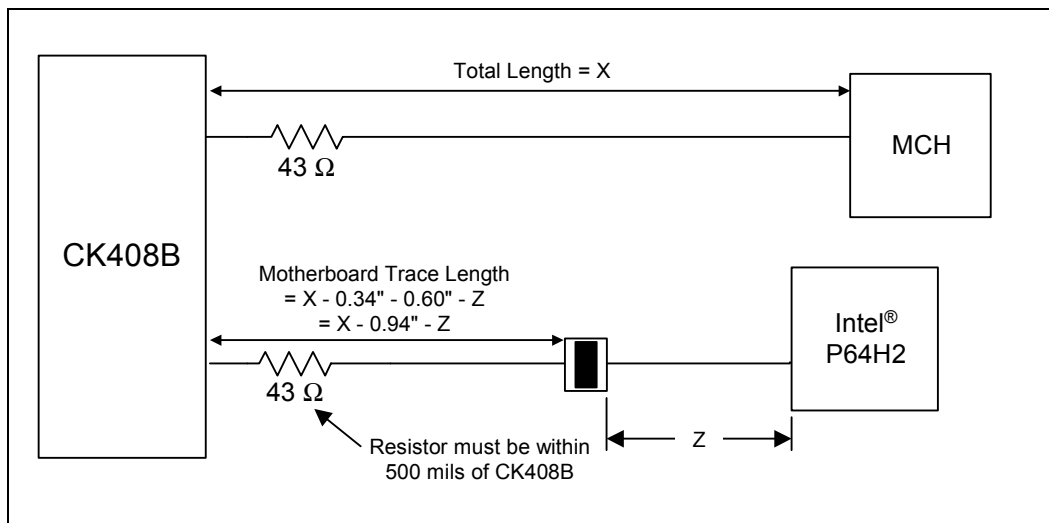 Total Length = X
43 Ω
MCH
CK408B
Motherboard Trace Length
= X - 0.34" - 0.60" - Z
= X - 0.94" - Z
43 Ω
Intel®
P64H2
Z
Resistor must be within
500 mils of CK408B